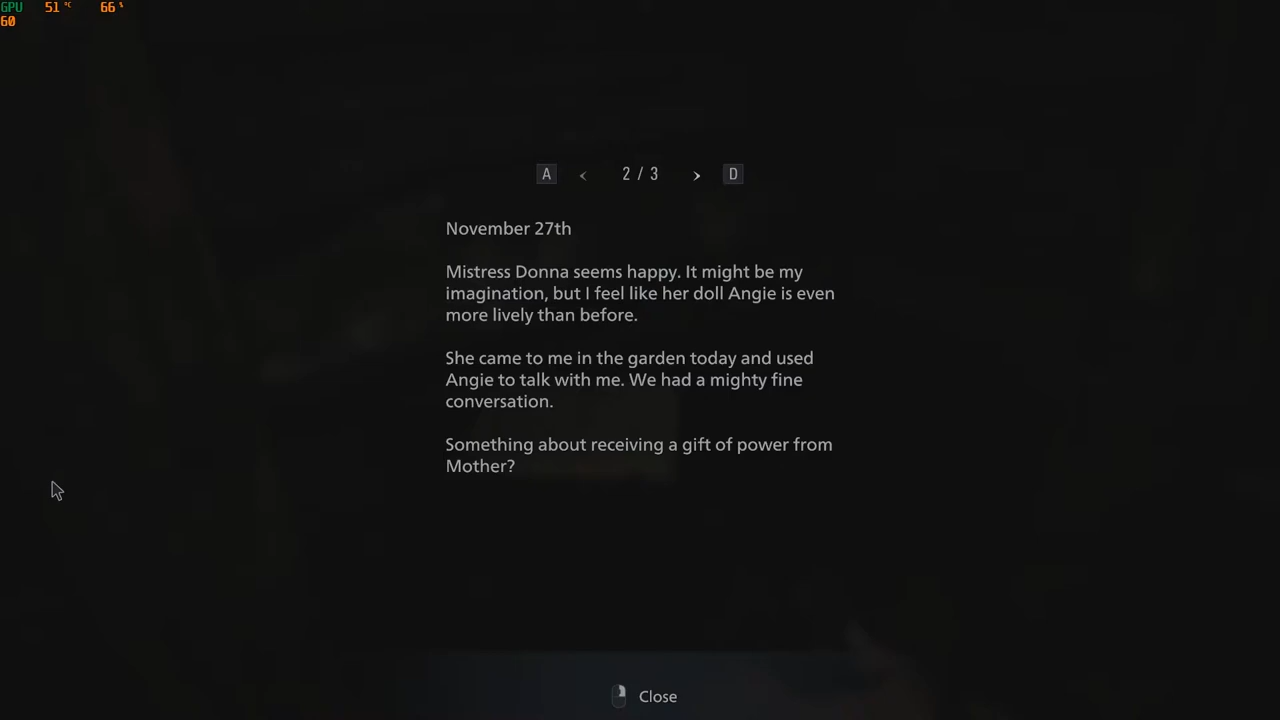 GPU 51 °C 66 %
60
A < 2 / 3 > D
November 27th
Mistress Donna seems happy. It might be my
imagination, but I feel like her doll Angie is even
more lively than before.
She came to me in the garden today and used
Angie to talk with me. We had a mighty fine
conversation.
Something about receiving a gift of power from
Mother?
Close